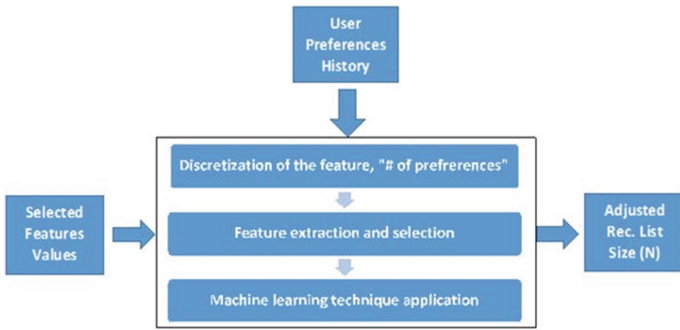 User
Preferences
History
Discretization of the feature, "# of prefrerences"
Selected
Features
Values
Feature extraction and selection
Adjusted
Rec. List
Size (N)
Machine learning technique application